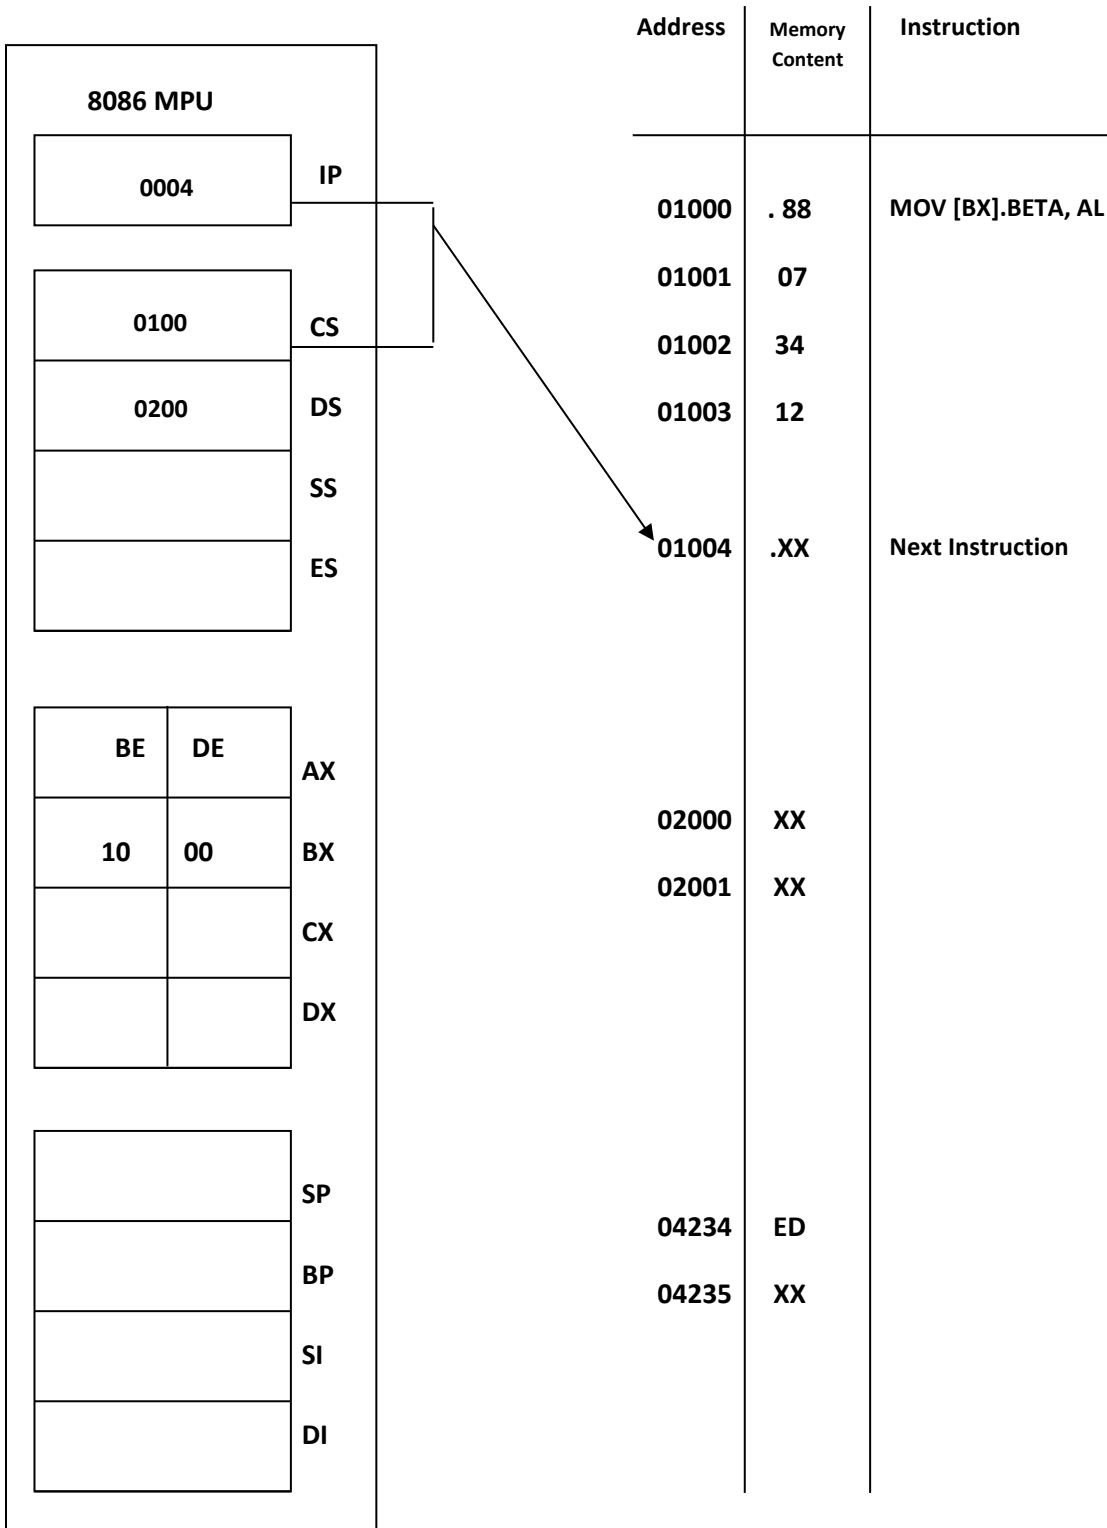 8086 MPU
0004 IP
0100 CS
0200 DS
SS
ES
BE DE AX
10 00 BX
CX
DX
SP
BP
SI
DI
Address Memory Content Instruction
01000 . 88 MOV [BX].BETA, AL
01001 07
01002 34
01003 12
01004 .XX Next Instruction
02000 XX
02001 XX
04234 ED
04235 XX